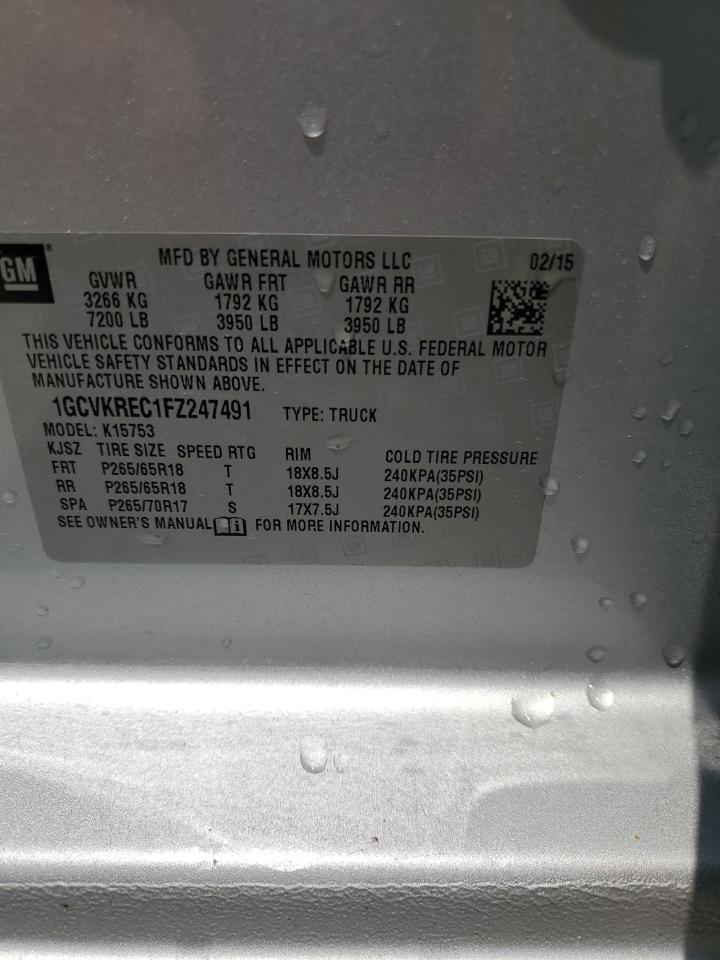 GM ® MFD BY GENERAL MOTORS LLC 02/15
GVWR GAWR FRT GAWR RR
3266 KG 1792 KG 1792 KG
7200 LB 3950 LB 3950 LB
THIS VEHICLE CONFORMS TO ALL APPLICABLE U.S. FEDERAL MOTOR
VEHICLE SAFETY STANDARDS IN EFFECT ON THE DATE OF
MANUFACTURE SHOWN ABOVE.
1GCVKREC1FZ247491 TYPE: TRUCK
MODEL: K15753
KJSZ TIRE SIZE SPEED RTG RIM COLD TIRE PRESSURE
FRT P265/65R18 T 18X8.5J 240KPA(35PSI)
RR P265/65R18 T 18X8.5J 240KPA(35PSI)
SPA P265/70R17 S 17X7.5J 240KPA(35PSI)
SEE OWNER'S MANUAL FOR MORE INFORMATION.